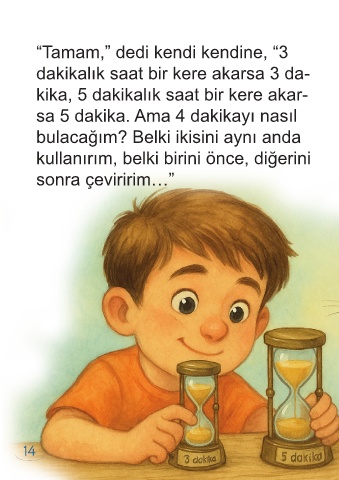 “Tamam,” dedi kendi kendine, “3
dakikalık saat bir kere akarsa 3 da-
kika, 5 dakikalık saat bir kere akar-
sa 5 dakika. Ama 4 dakikayı nasıl
bulacağım? Belki ikisini aynı anda
kullanırım, belki birini önce, diğerini
sonra çeviririm…”
3 dakika
5 dakika
14